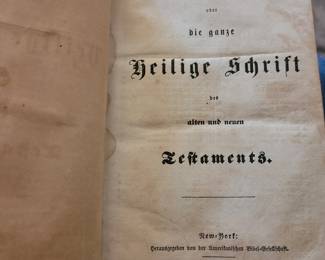 oder
die ganze
Heilige Schrift
des
alten und neuen
Testaments.
New-York:
Herausgegeben von der Amerikanischen Bibel-Gesellschaft.